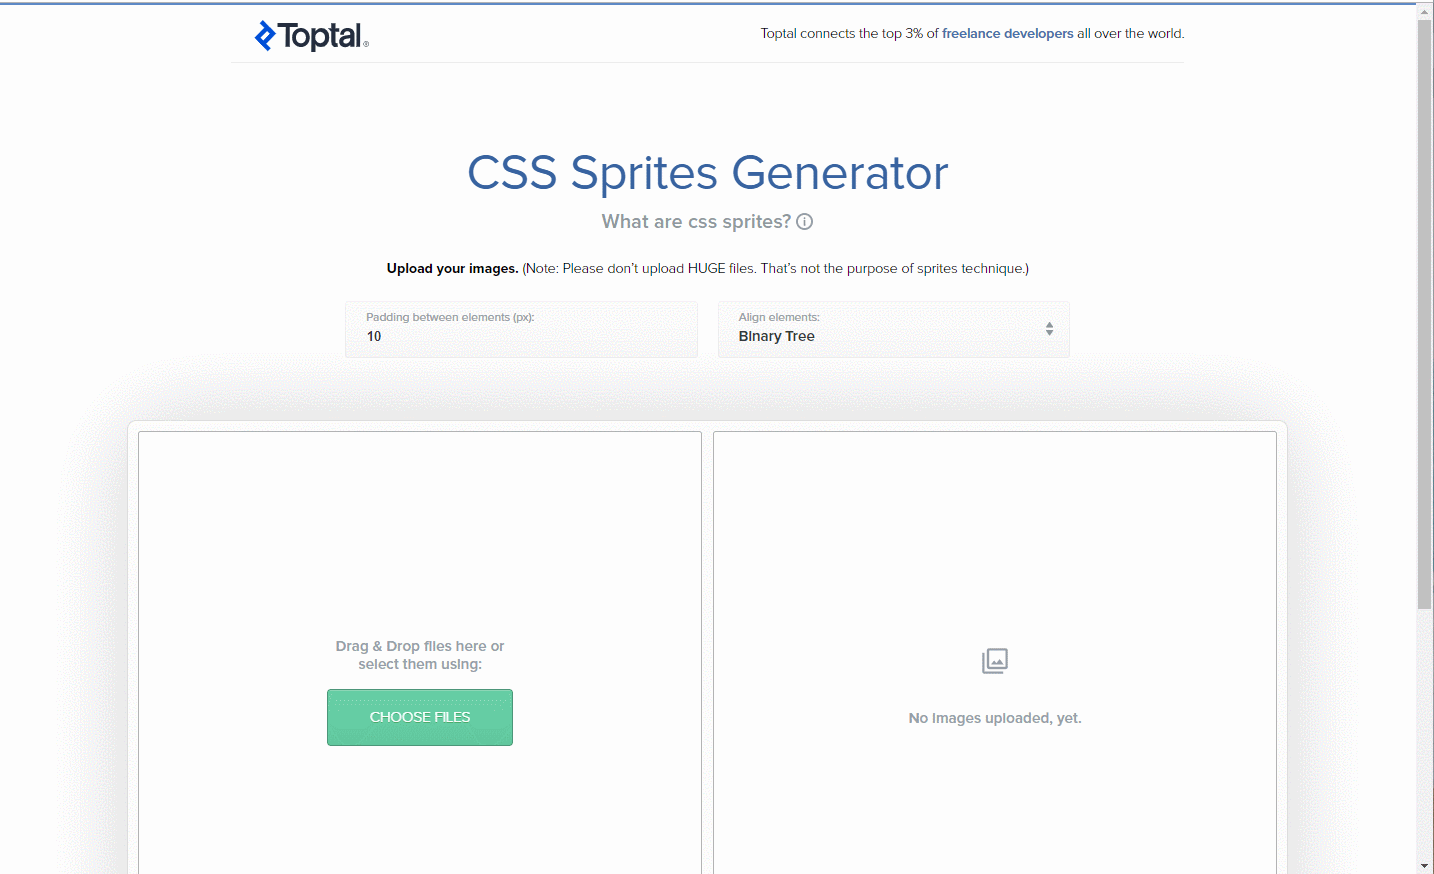 Toptal®
Toptal connects the top 3% of freelance developers all over the world.
CSS Sprites Generator
What are css sprites?
Upload your images. (Note: Please don’t upload HUGE files. That’s not the purpose of sprites technique.)
Padding between elements (px):
10
Align elements:
Binary Tree
Drag & Drop files here or
select them using:
CHOOSE FILES
No images uploaded, yet.